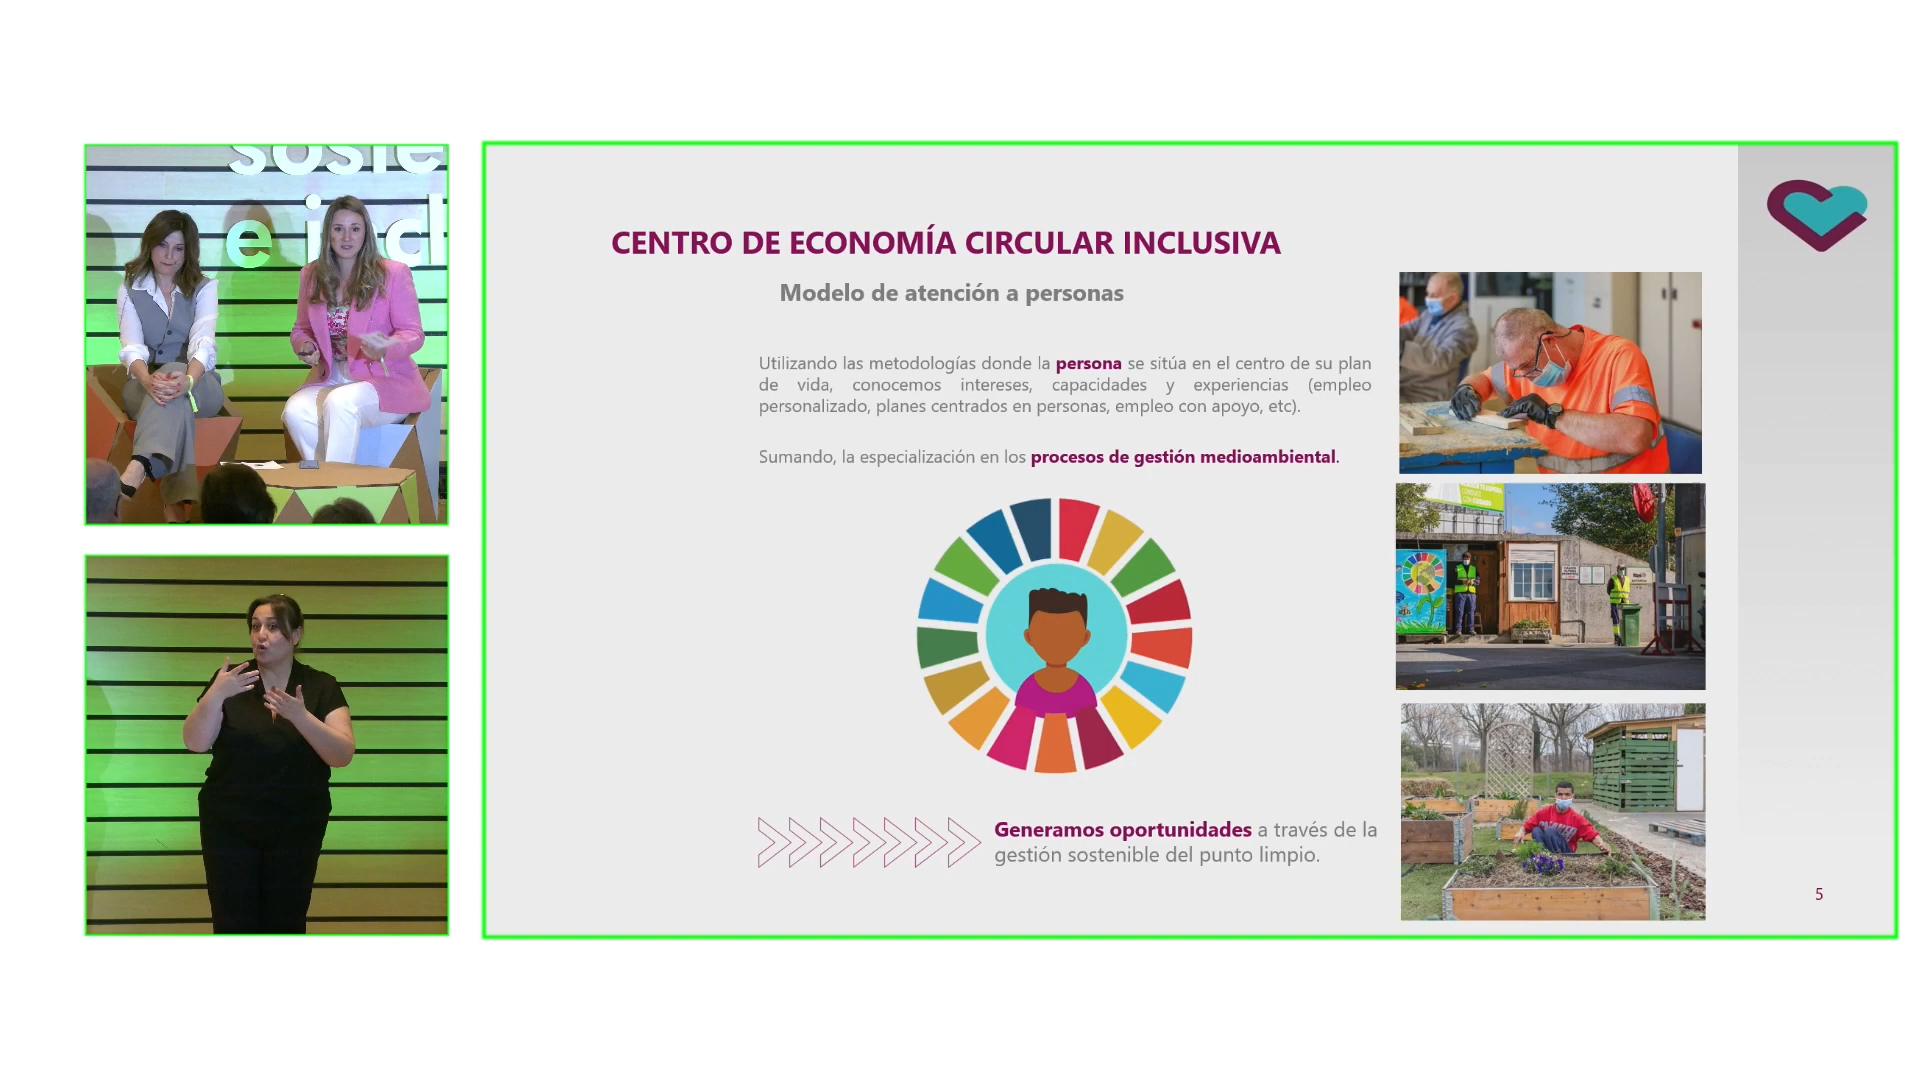 sosie
e incl
CENTRO DE ECONOMÍA CIRCULAR INCLUSIVA
Modelo de atención a personas
Utilizando las metodologías donde la persona se sitúa en el centro de su plan
de vida, conocemos intereses, capacidades y experiencias (empleo
personalizado, planes centrados en personas, empleo con apoyo, etc).
Sumando, la especialización en los procesos de gestión medioambiental.
Generamos oportunidades a través de la
gestión sostenible del punto limpio.
5